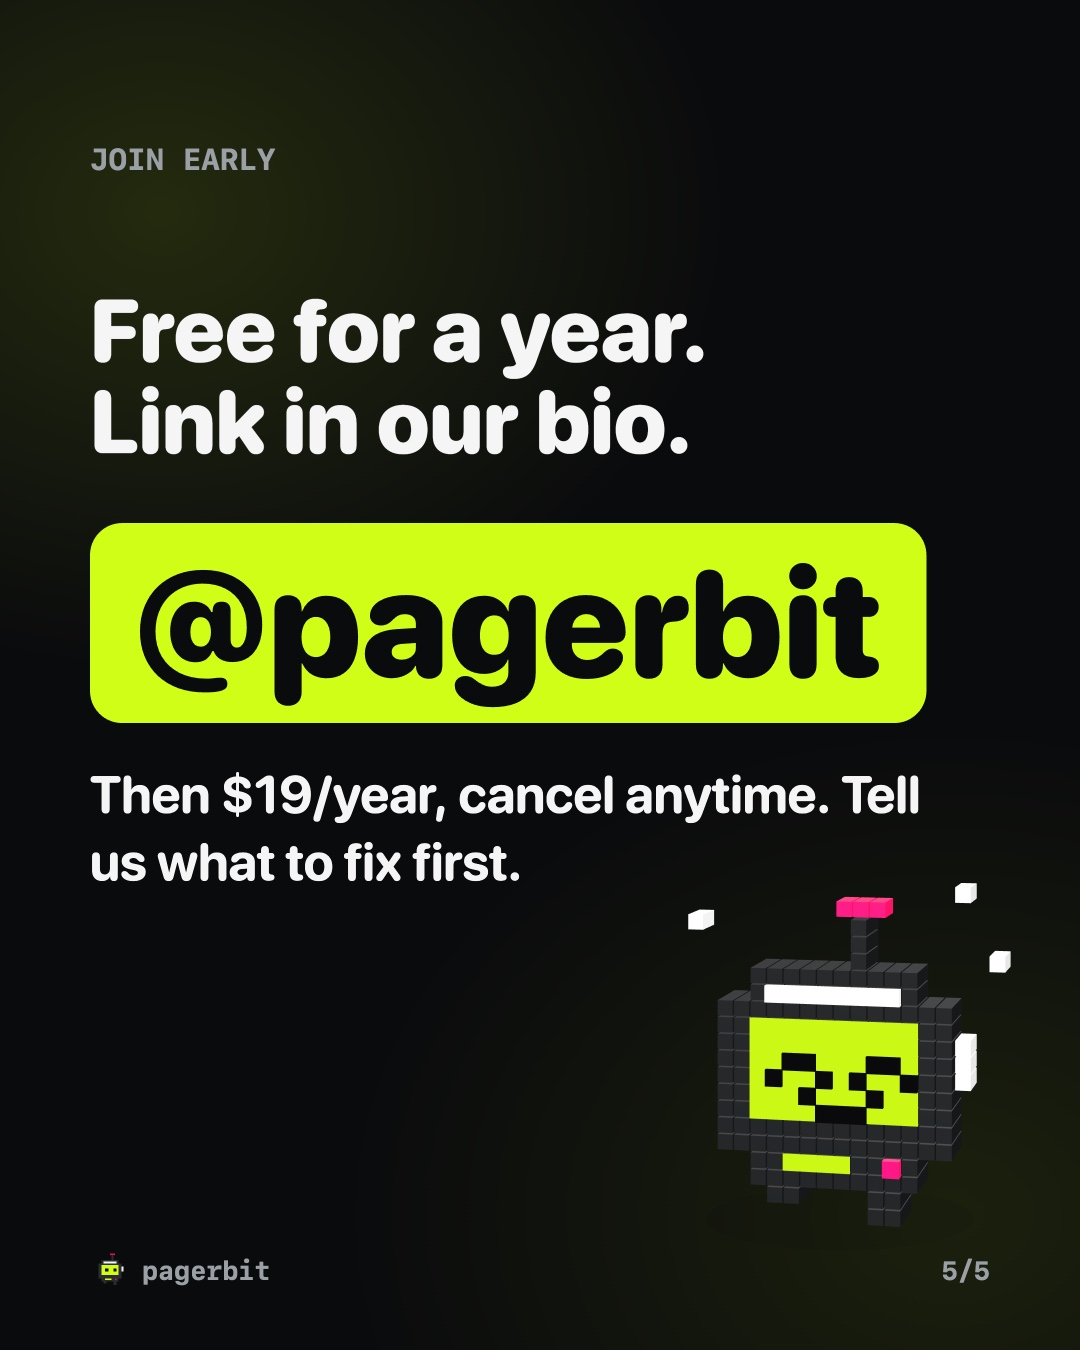 JOIN EARLY
Free for a year.
Link in our bio.
@pagerbit
Then $19/year, cancel anytime. Tell
us what to fix first.
pagerbit
5/5